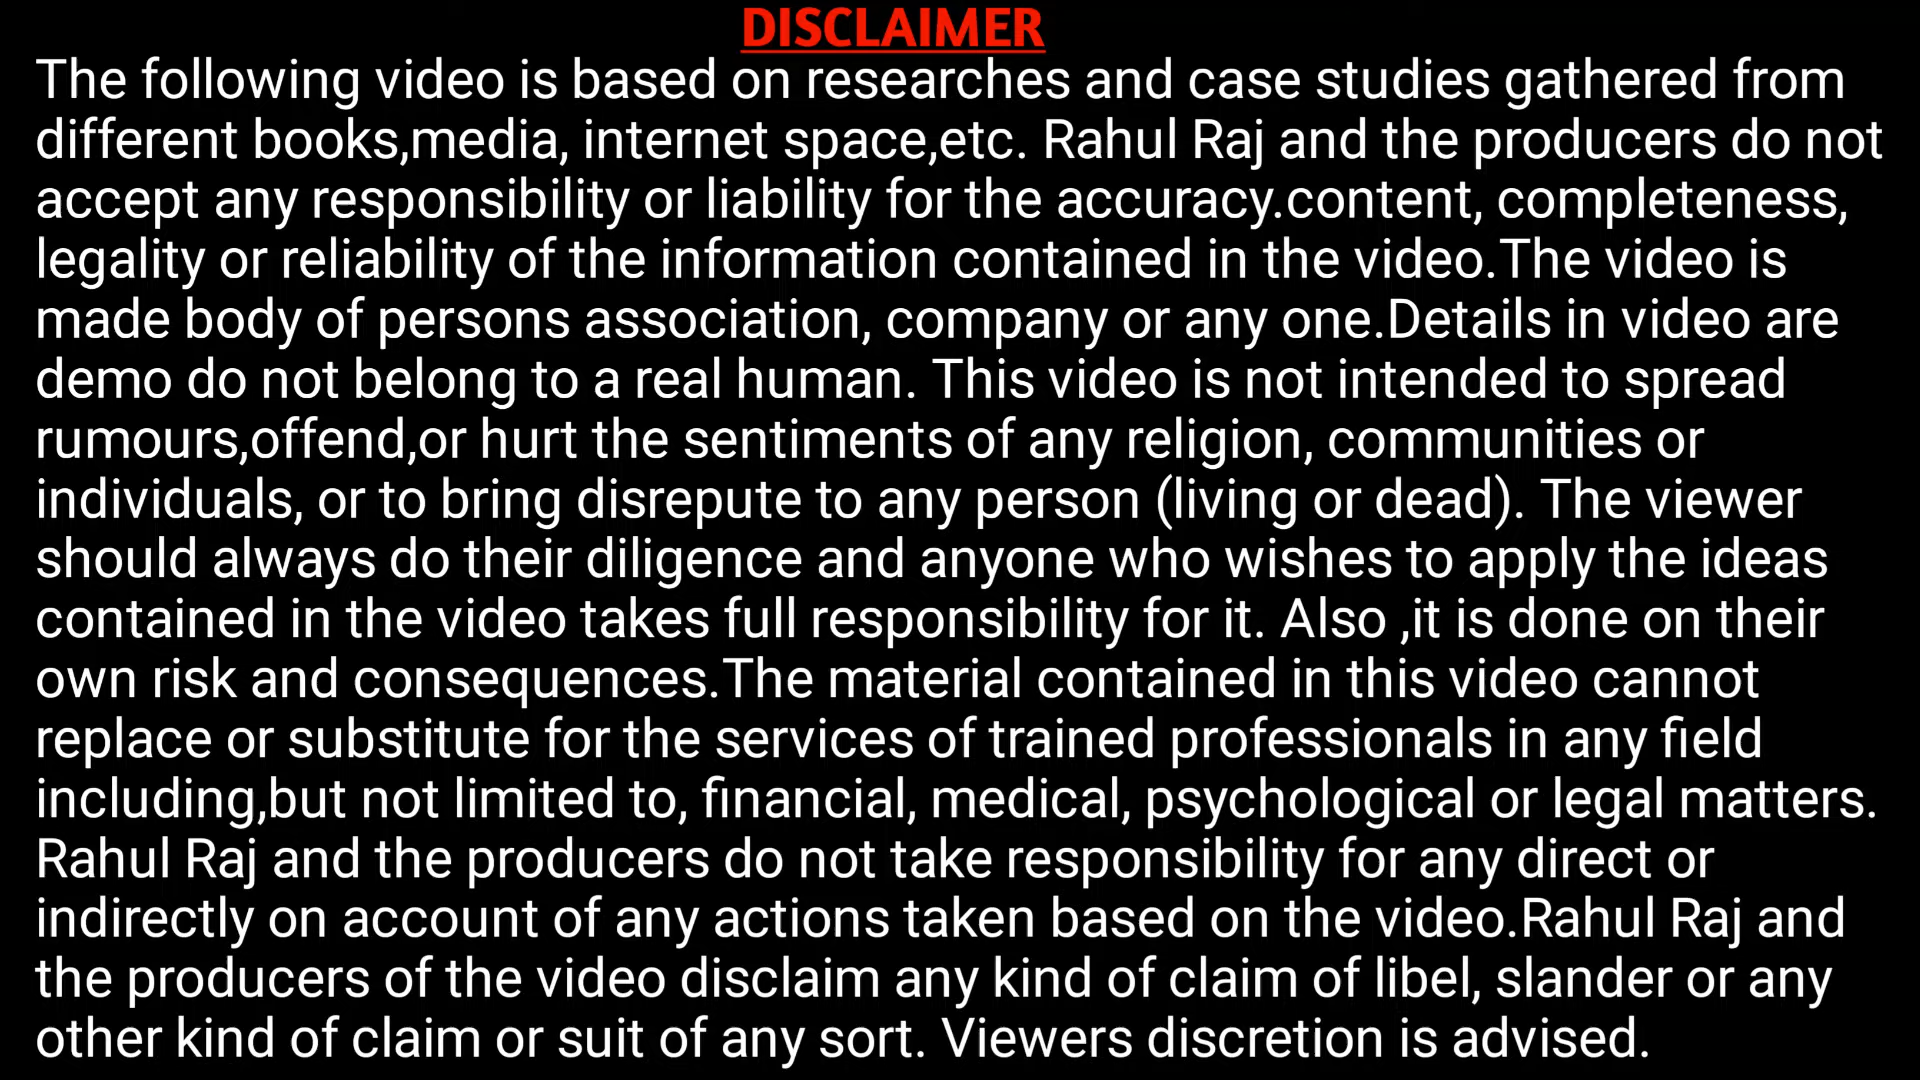 DISCLAIMER
The following video is based on researches and case studies gathered from
different books,media, internet space,etc. Rahul Raj and the producers do not
accept any responsibility or liability for the accuracy.content, completeness,
legality or reliability of the information contained in the video.The video is
made body of persons association, company or any one.Details in video are
demo do not belong to a real human. This video is not intended to spread
rumours,offend,or hurt the sentiments of any religion, communities or
individuals, or to bring disrepute to any person (living or dead). The viewer
should always do their diligence and anyone who wishes to apply the ideas
contained in the video takes full responsibility for it. Also ,it is done on their
own risk and consequences.The material contained in this video cannot
replace or substitute for the services of trained professionals in any field
including,but not limited to, financial, medical, psychological or legal matters.
Rahul Raj and the producers do not take responsibility for any direct or
indirectly on account of any actions taken based on the video.Rahul Raj and
the producers of the video disclaim any kind of claim of libel, slander or any
other kind of claim or suit of any sort. Viewers discretion is advised.